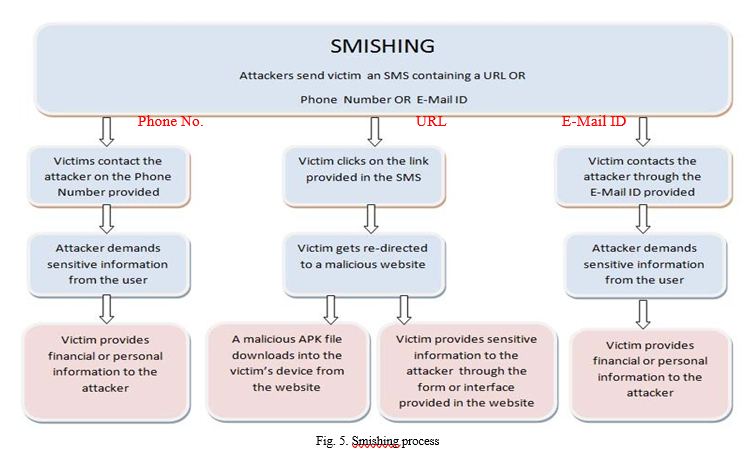 SMISHING
Attackers send victim an SMS containing a URL OR
Phone Number OR E-Mail ID
Phone No.
URL
E-Mail ID
Victims contact the
attacker on the Phone
Number provided
Victim clicks on the link
provided in the SMS
Victim contacts the
attacker through the
E-Mail ID provided
Attacker demands
sensitive information
from the user
Victim gets re-directed
to a malicious website
Attacker demands
sensitive information
from the user
Victim provides
financial or personal
information to the
attacker
A malicious APK file
downloads into the
victim's device from
the website
Victim provides sensitive
information to the
attacker through the
form or interface
provided in the website
Victim provides
financial or personal
information to the
attacker
Fig. 5. Smishing process